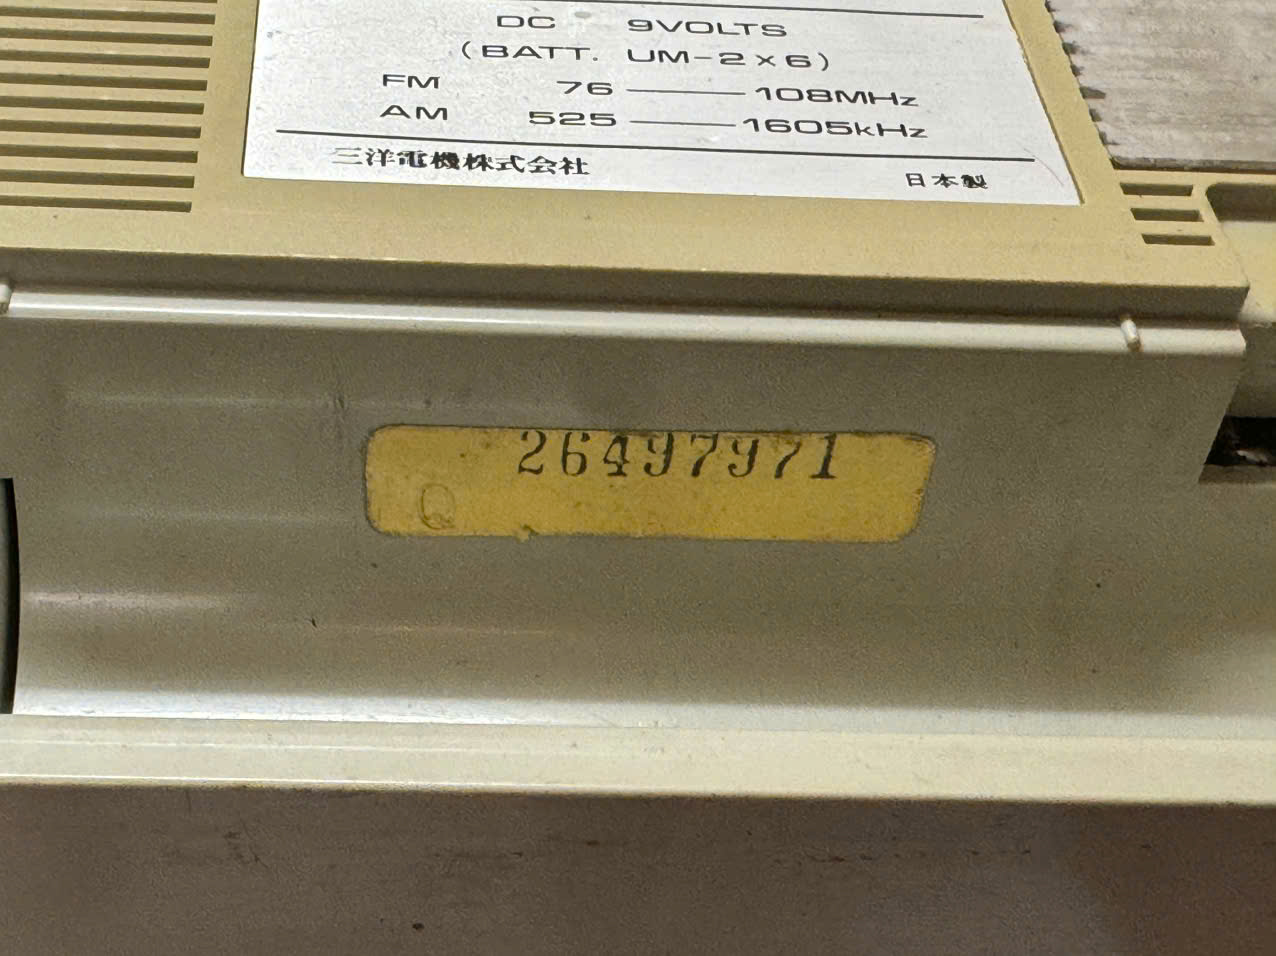 DC 9VOLTS
(BATT. UM-2×6)
FM 76 — 108MHz
AM 525 — 1605kHz
三洋電機株式会社 日本製
26497971
Q